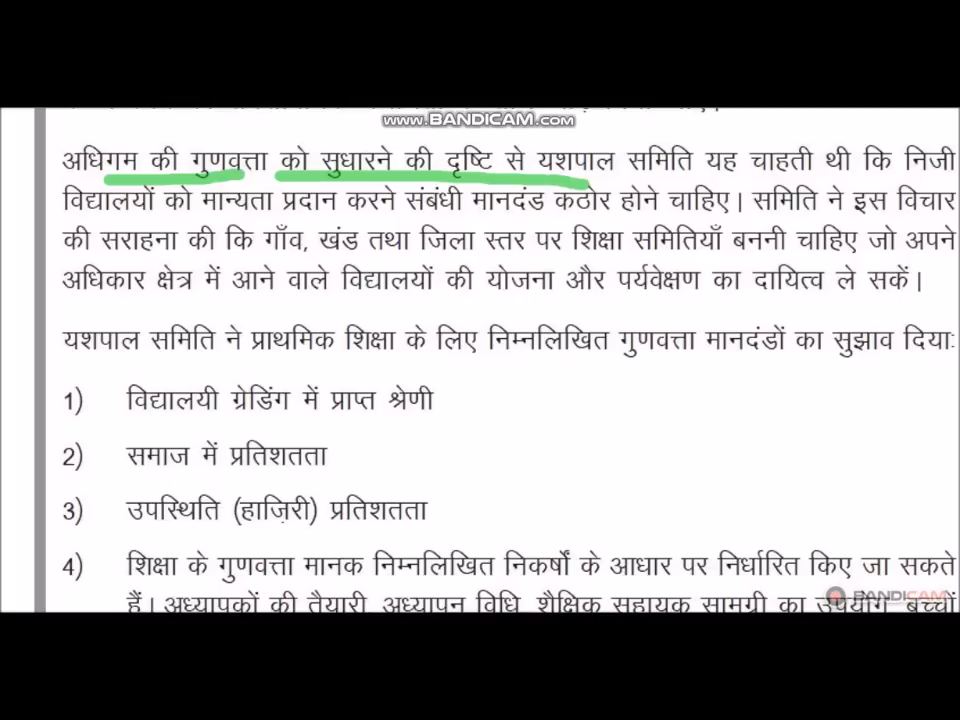 www.BANDICAM.com
अधिगम की गुणवत्ता को सुधारने की दृष्टि से यशपाल समिति यह चाहती थी कि निजी
विद्यालयों को मान्यता प्रदान करने संबंधी मानदंड कठोर होने चाहिए। समिति ने इस विचार
की सराहना की कि गाँव, खंड तथा जिला स्तर पर शिक्षा समितियाँ बननी चाहिए जो अपने
अधिकार क्षेत्र में आने वाले विद्यालयों की योजना और पर्यवेक्षण का दायित्व ले सकें।
यशपाल समिति ने प्राथमिक शिक्षा के लिए निम्नलिखित गुणवत्ता मानदंडों का सुझाव दिया:
1) विद्यालयी ग्रेडिंग में प्राप्त श्रेणी
2) समाज में प्रतिशतता
3) उपस्थिति (हाज़िरी) प्रतिशतता
4) शिक्षा के गुणवत्ता मानक निम्नलिखित निकर्षों के आधार पर निर्धारित किए जा सकते
हैं। अध्यापकों की तैयारी, अध्यापन विधि, शैक्षिक सहायक सामग्री का उपयोग, बच्चों
BANDICAM